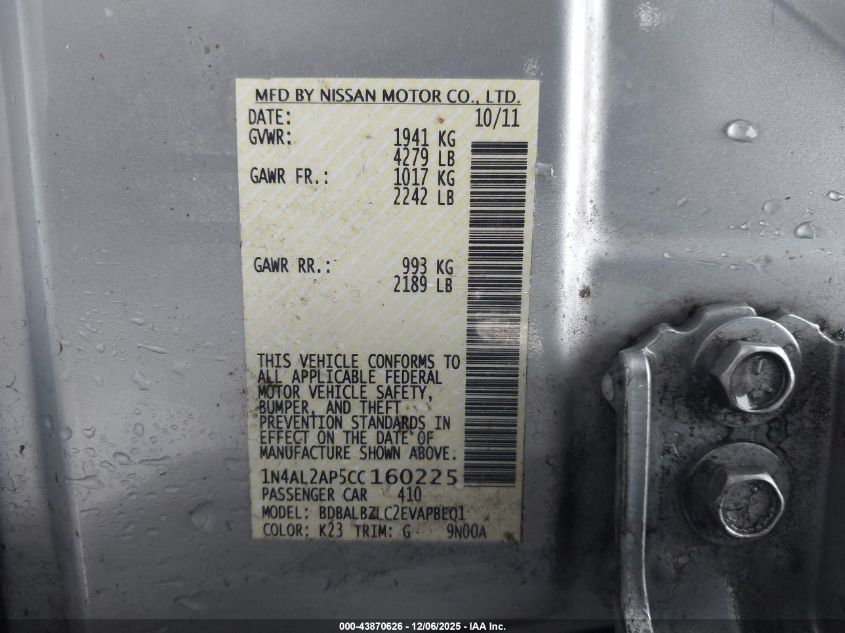 MFD BY NISSAN MOTOR CO., LTD.
DATE: 10/11
GVWR: 1941 KG
4279 LB
GAWR FR.: 1017 KG
2242 LB
GAWR RR.: 993 KG
2189 LB
THIS VEHICLE CONFORMS TO
ALL APPLICABLE FEDERAL
MOTOR VEHICLE SAFETY,
BUMPER, AND THEFT
PREVENTION STANDARDS IN
EFFECT ON THE DATE OF
MANUFACTURE SHOWN ABOVE.
1N4AL2AP5CC160225
PASSENGER CAR 410
MODEL: BDBALBZLC2EVAPBEQ1
COLOR: K23 TRIM: G 9N00A
000-43870626 - 12/06/2025 - IAA Inc.